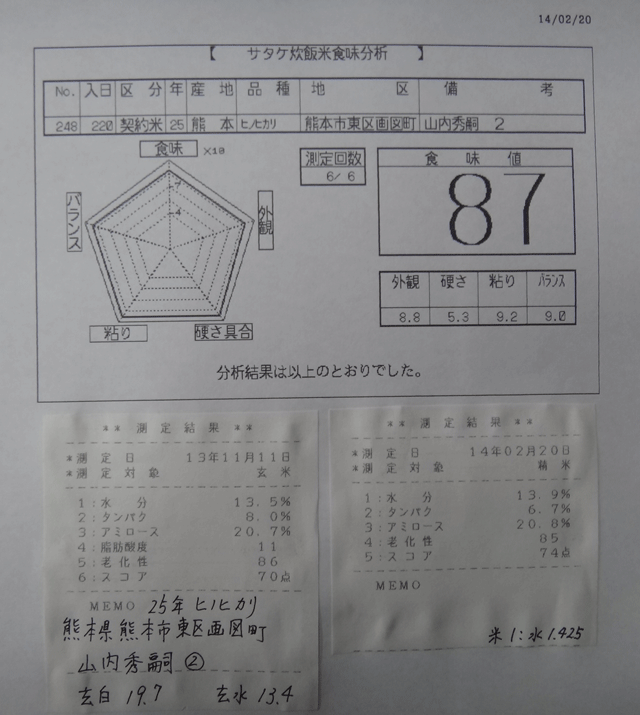 14/02/20
【 サタケ炊飯米食味分析 】
No. 入日 区分 年 産地 品種 地区 備考
248 220 契約米 25 熊本 ヒノヒカリ 熊本市東区画図町 山内秀嗣 2
食味 ×10
7
4
バランス
外観
粘り
硬さ具合
測定回数
6/ 6
食味値
87
外観 硬さ 粘り バランス
8.8 5.3 9.2 9.0
分析結果は以上のとおりでした。
** 測定結果 **
*測定日 13年11月11日
*測定対象 玄米
1:水分 13.5%
2:タンパク 8.0%
3:アミロース 20.7%
4:脂肪酸度 11
5:老化性 86
6:スコア 70点
MEMO 25年 ヒノヒカリ
熊本県熊本市東区画図町
山内秀嗣 ②
玄白 19.7 玄水 13.4
** 測定結果 **
*測定日 14年02月20日
*測定対象 精米
1:水分 13.9%
2:タンパク 6.7%
3:アミロース 20.8%
4:老化性 85
5:スコア 74点
MEMO
米1:水1.425